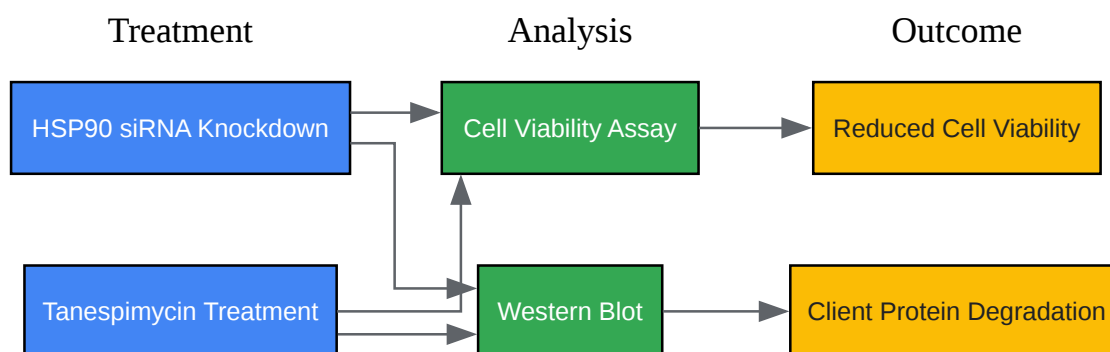 Treatment
Analysis
Outcome
HSP90 siRNA Knockdown
Cell Viability Assay
Reduced Cell Viability
Tanespimycin Treatment
Western Blot
Client Protein Degradation